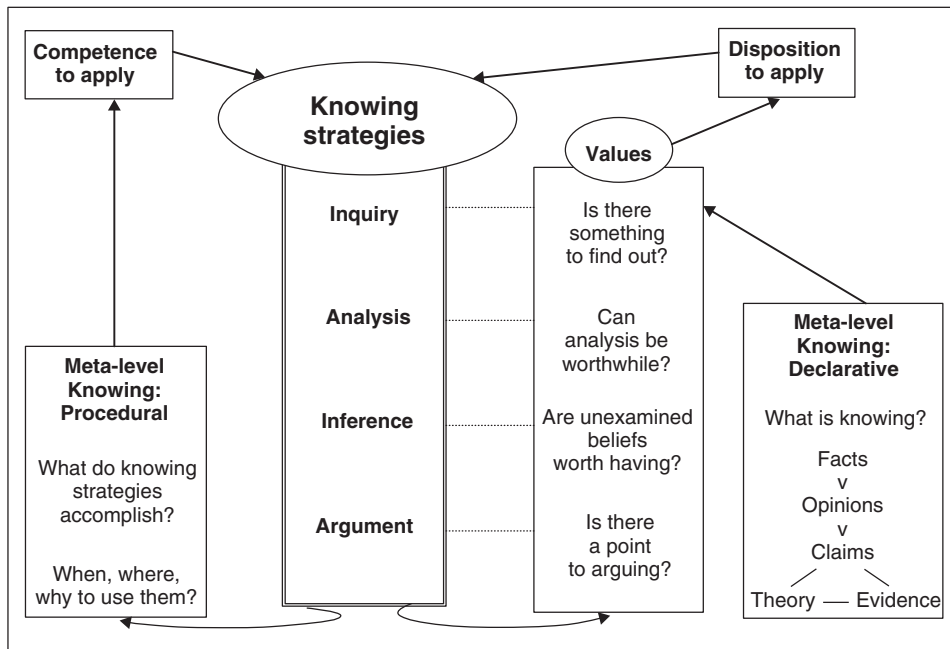 Competence
to apply
Disposition
to apply
Knowing
strategies
Values
Inquiry
Is there
something
to find out?
Analysis
Can
analysis be
worthwhile?
Inference
Are unexamined
beliefs
worth having?
Argument
Is there
a point
to arguing?
Meta-level
Knowing:
Procedural
What do knowing
strategies
accomplish?
When, where,
why to use them?
Meta-level
Knowing:
Declarative
What is knowing?
Facts
v
Opinions
v
Claims
Theory — Evidence